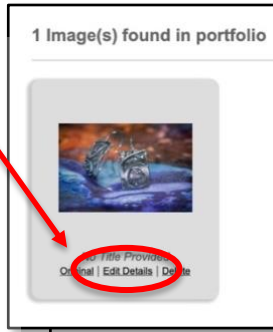 1 Image(s) found in portfolio
No Title Provided
Original | Edit Details | Delete